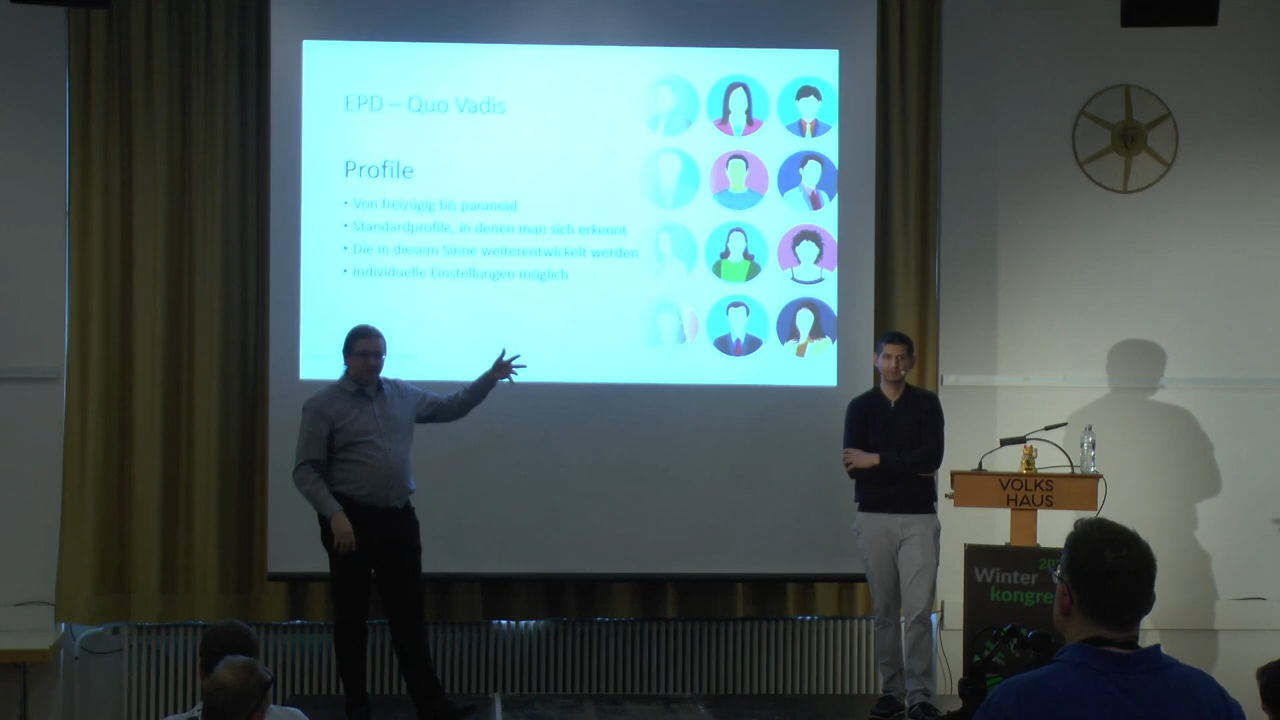 EPD – Quo Vadis
Profile
• Von freizügig bis paranoid
• Standardprofile, in denen man sich erkennt
• Die in diesem Sinne weiterentwickelt werden
• Individuelle Einstellungen möglich
VOLKS
HAUS
Winter
kongre